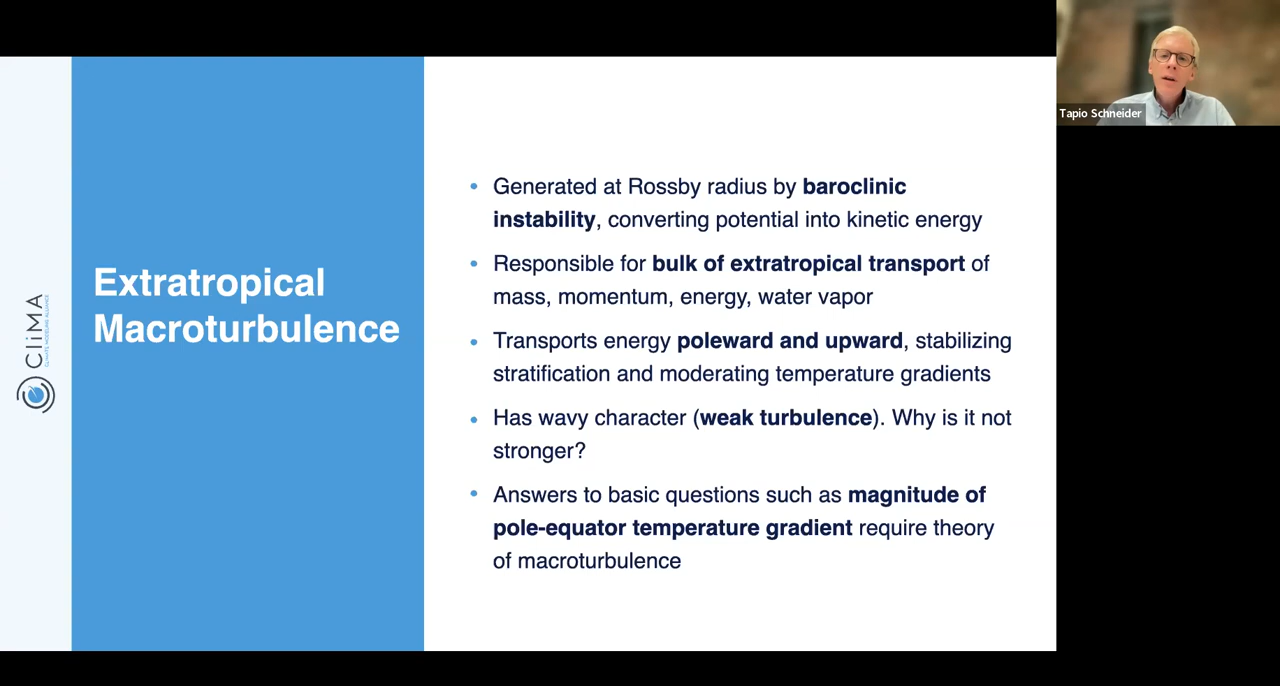 Tapio Schneider
Extratropical
Macroturbulence
CliMA
CLIMATE MODELING ALLIANCE
• Generated at Rossby radius by baroclinic
instability, converting potential into kinetic energy
• Responsible for bulk of extratropical transport of
mass, momentum, energy, water vapor
• Transports energy poleward and upward, stabilizing
stratification and moderating temperature gradients
• Has wavy character (weak turbulence). Why is it not
stronger?
• Answers to basic questions such as magnitude of
pole-equator temperature gradient require theory
of macroturbulence